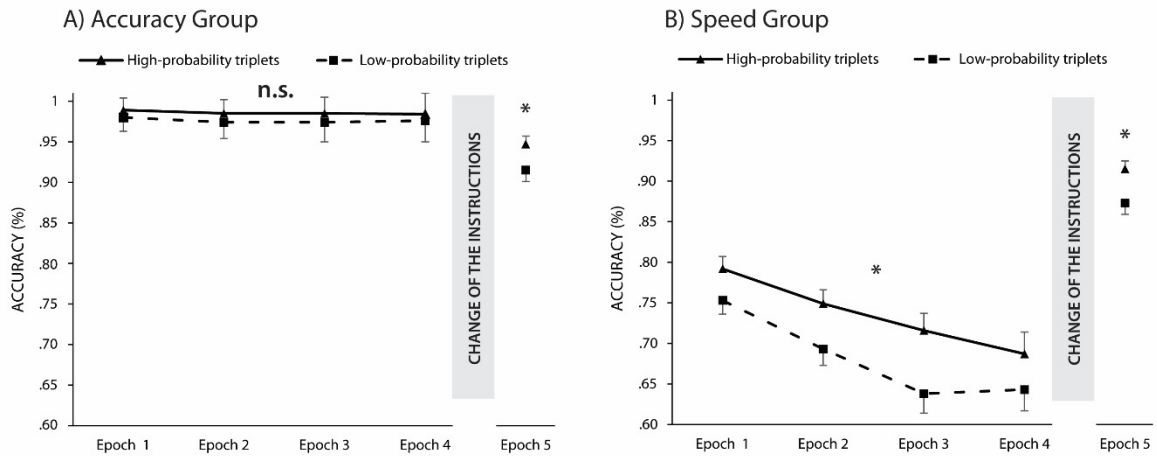 A) Accuracy Group
High-probability triplets Low-probability triplets
n.s.
*
1
.95
.90
.85
.80
.75
.70
.65
.60
ACCURACY (%)
CHANGE OF THE INSTRUCTIONS
Epoch 1 Epoch 2 Epoch 3 Epoch 4 Epoch 5
B) Speed Group
High-probability triplets Low-probability triplets
*
*
1
.95
.90
.85
.80
.75
.70
.65
.60
ACCURACY (%)
CHANGE OF THE INSTRUCTIONS
Epoch 1 Epoch 2 Epoch 3 Epoch 4 Epoch 5